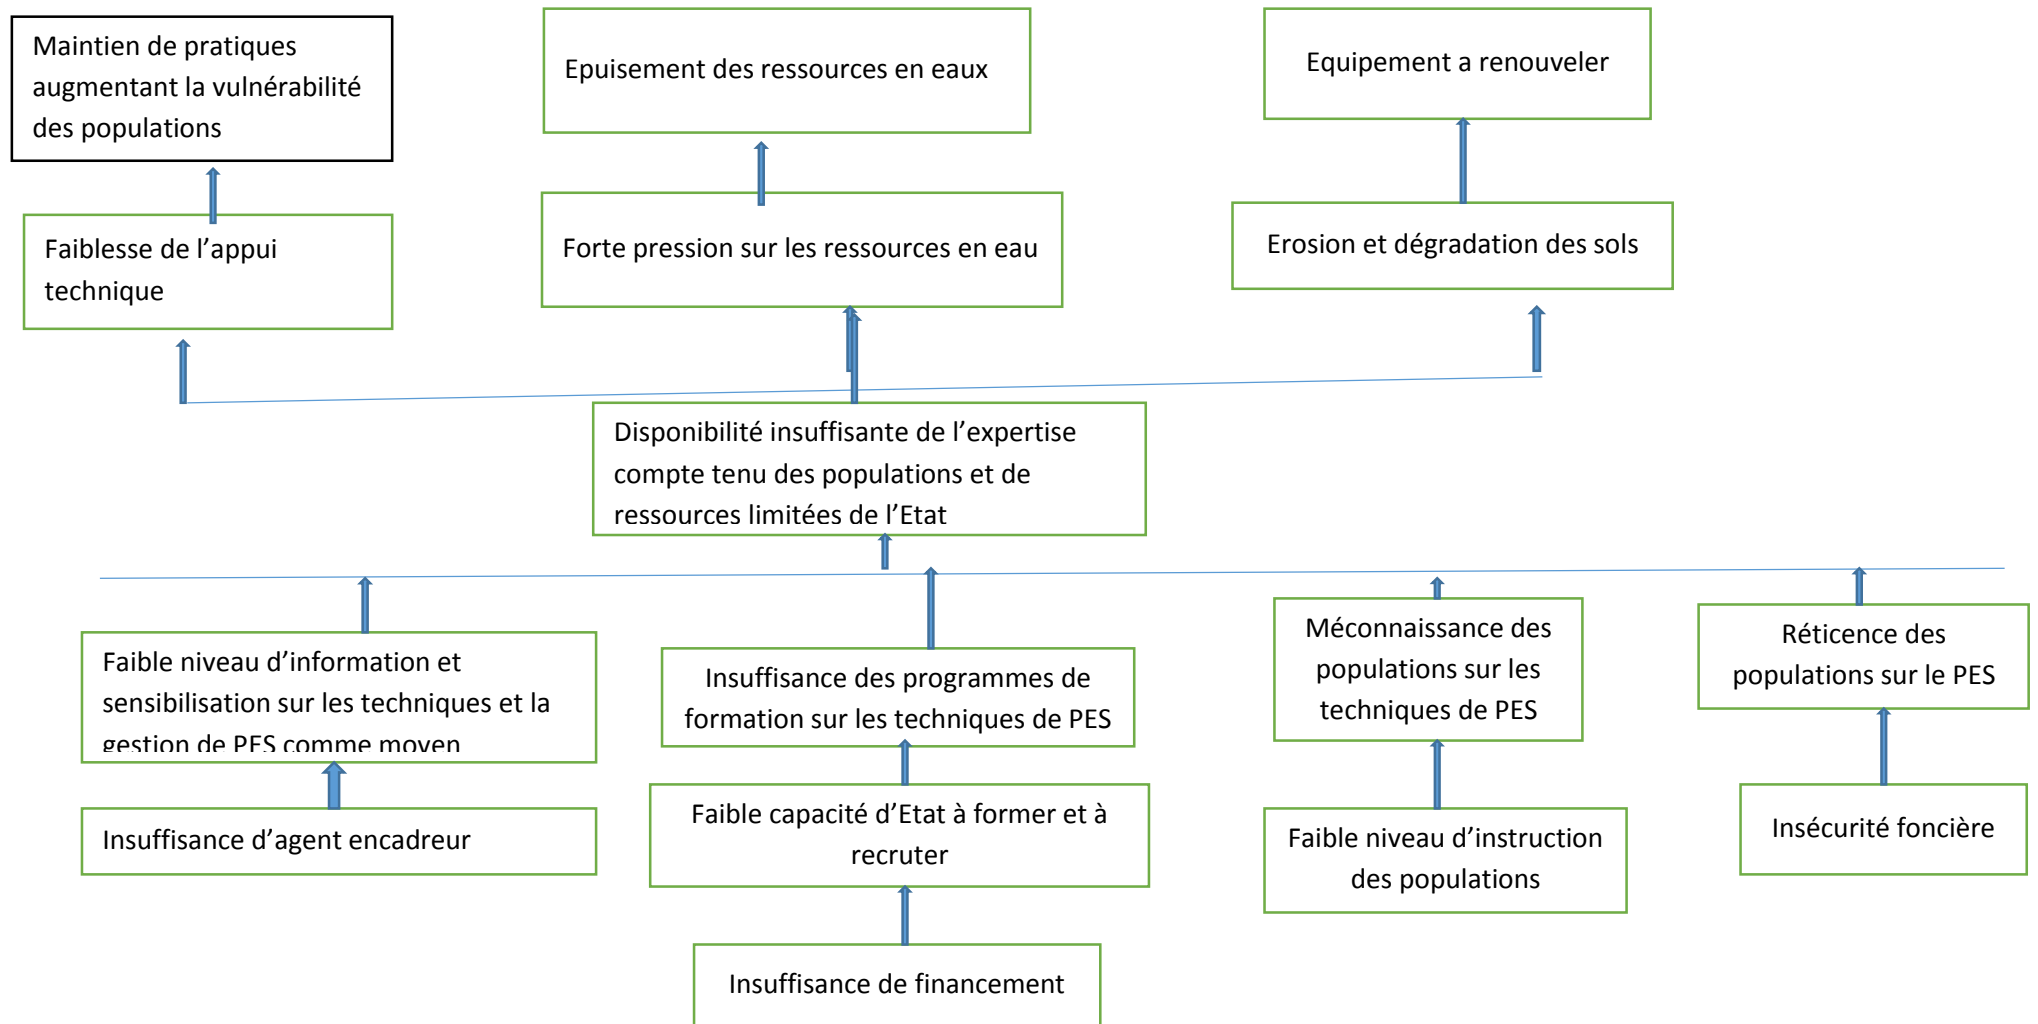 Maintien de pratiques
augmentant la vulnérabilité
des populations
Epuisement des ressources en eaux
Equipement a renouveler
Faiblesse de l’appui
technique
Forte pression sur les ressources en eau
Erosion et dégradation des sols
Disponibilité insuffisante de l’expertise
compte tenu des populations et de
ressources limitées de l’Etat
Faible niveau d’information et
sensibilisation sur les techniques et la
gestion de PES comme moyen
Insuffisance des programmes de
formation sur les techniques de PES
Méconnaissance des
populations sur les
techniques de PES
Réticence des
populations sur le PES
Insuffisance d’agent encadreur
Faible capacité d’Etat à former et à
recruter
Faible niveau d’instruction
des populations
Insécurité foncière
Insuffisance de financement